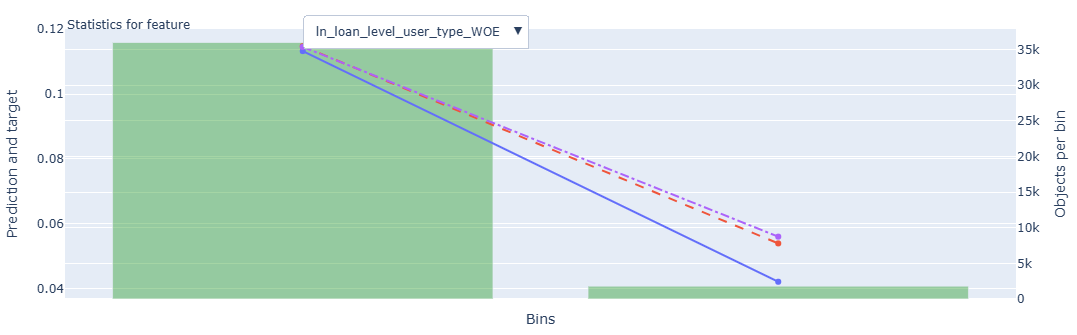 Statistics for feature
ln_loan_level_user_type_WOE ▼
Prediction and target
0.12
0.1
0.08
0.06
0.04
35k
30k
25k
20k
15k
10k
5k
0
Objects per bin
Bins